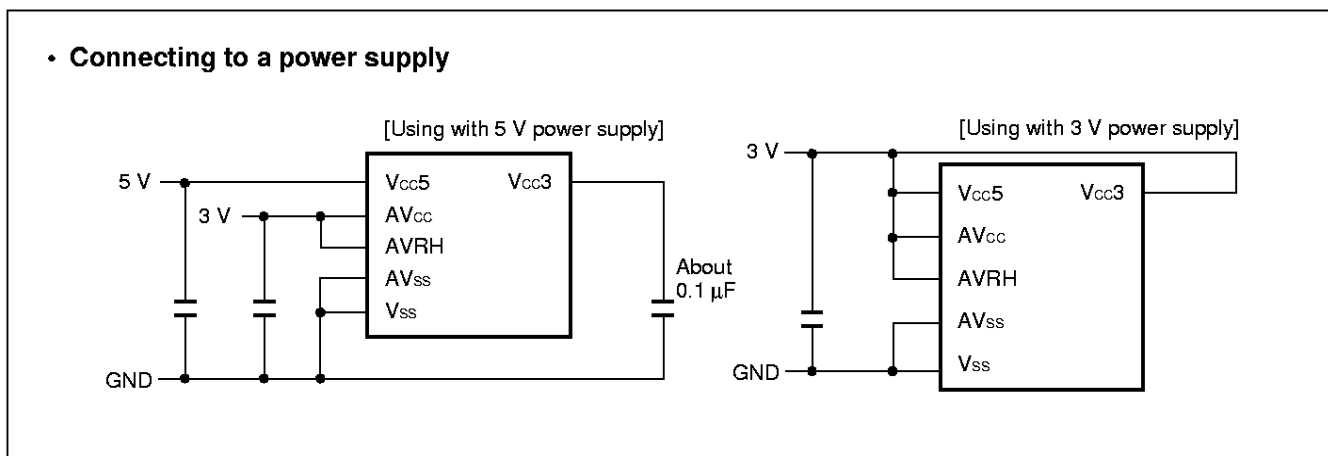 • Connecting to a power supply
[Using with 5 V power supply]
5 V
3 V
VCC5
VCC3
AVCC
AVRH
AVSS
VSS
About
0.1 μF
GND
[Using with 3 V power supply]
3 V
VCC5
VCC3
AVCC
AVRH
AVSS
VSS
GND